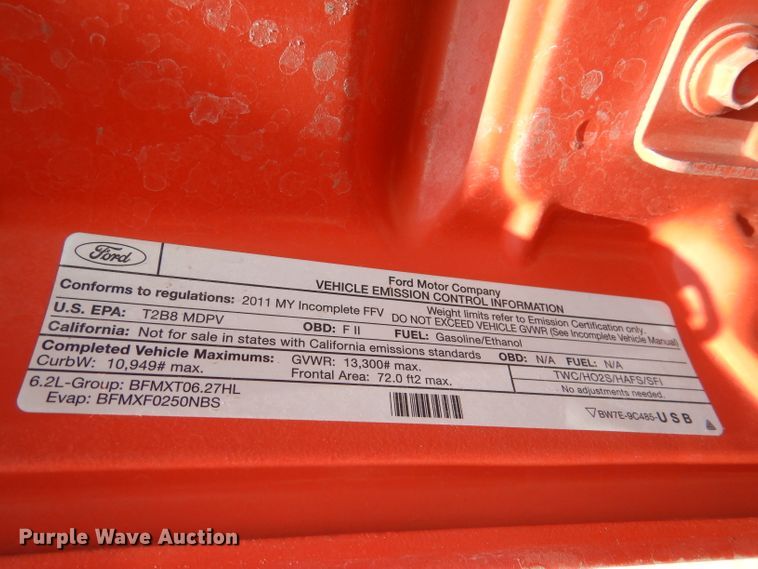 Ford
Ford Motor Company
VEHICLE EMISSION CONTROL INFORMATION
Conforms to regulations: 2011 MY Incomplete FFV
Weight limits refer to Emission Certification only.
DO NOT EXCEED VEHICLE GVWR (See Incomplete Vehicle Manual)
U.S. EPA: T2B8 MDPV OBD: F II FUEL: Gasoline/Ethanol
California: Not for sale in states with California emissions standards OBD: N/A FUEL: N/A
Completed Vehicle Maximums:
CurbW: 10,949# max.
GVWR: 13,300# max.
Frontal Area: 72.0 ft2 max.
TWC/HO2S/HAFS/SFI
No adjustments needed.
6.2L-Group: BFMXT06.27HL
Evap: BFMXF0250NBS
BW7E-9C485-USB
Purple Wave Auction